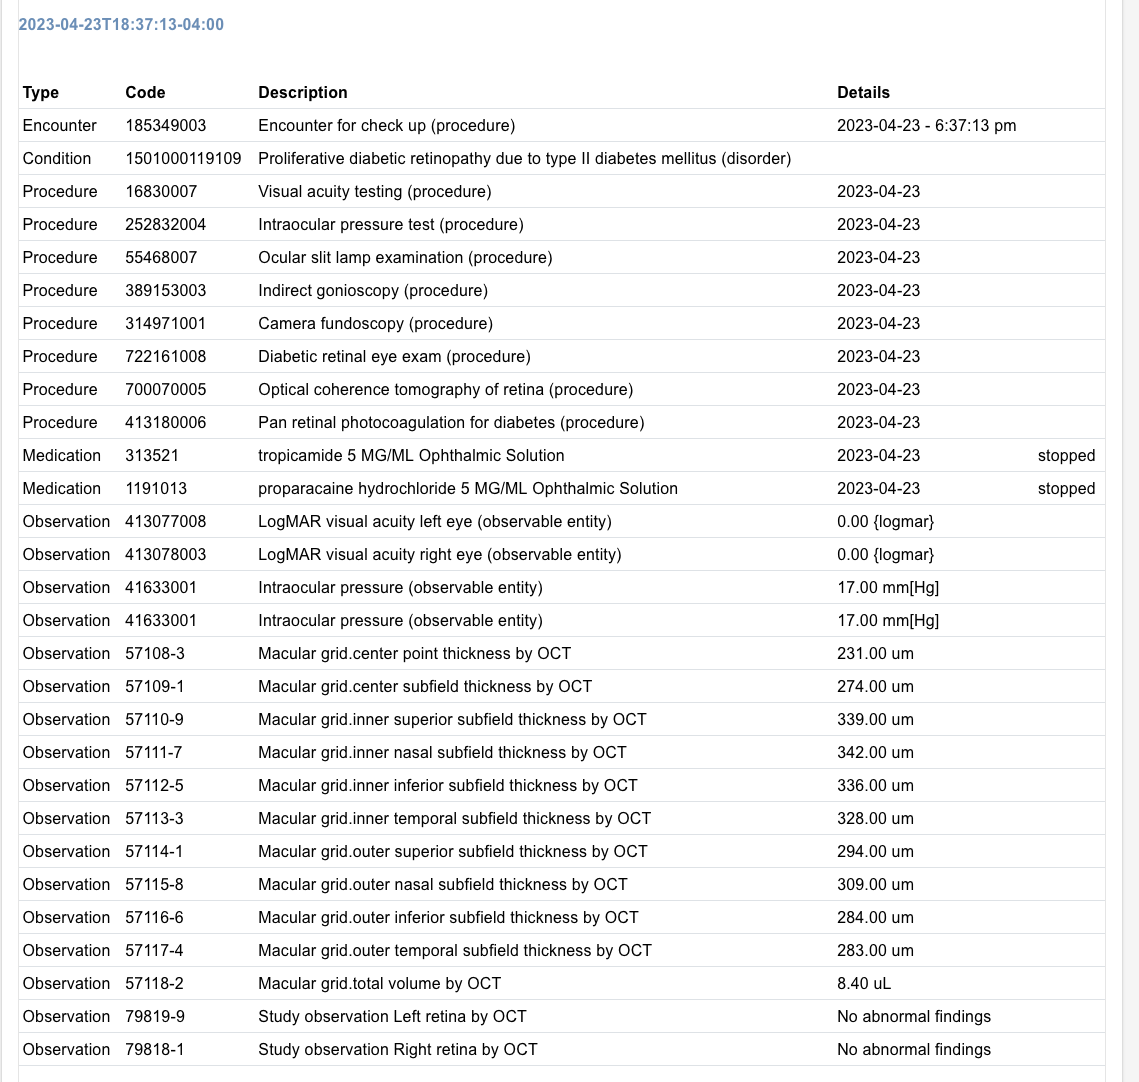 2023-04-23T18:37:13-04:00
Type Code Description Details
Encounter 185349003 Encounter for check up (procedure) 2023-04-23 - 6:37:13 pm
Condition 1501000119109 Proliferative diabetic retinopathy due to type II diabetes mellitus (disorder)
Procedure 16830007 Visual acuity testing (procedure) 2023-04-23
Procedure 252832004 Intraocular pressure test (procedure) 2023-04-23
Procedure 55468007 Ocular slit lamp examination (procedure) 2023-04-23
Procedure 389153003 Indirect gonioscopy (procedure) 2023-04-23
Procedure 314971001 Camera fundoscopy (procedure) 2023-04-23
Procedure 722161008 Diabetic retinal eye exam (procedure) 2023-04-23
Procedure 700070005 Optical coherence tomography of retina (procedure) 2023-04-23
Procedure 413180006 Pan retinal photocoagulation for diabetes (procedure) 2023-04-23
Medication 313521 tropicamide 5 MG/ML Ophthalmic Solution 2023-04-23 stopped
Medication 1191013 proparacaine hydrochloride 5 MG/ML Ophthalmic Solution 2023-04-23 stopped
Observation 413077008 LogMAR visual acuity left eye (observable entity) 0.00 {logmar}
Observation 413078003 LogMAR visual acuity right eye (observable entity) 0.00 {logmar}
Observation 41633001 Intraocular pressure (observable entity) 17.00 mm[Hg]
Observation 41633001 Intraocular pressure (observable entity) 17.00 mm[Hg]
Observation 57108-3 Macular grid.center point thickness by OCT 231.00 um
Observation 57109-1 Macular grid.center subfield thickness by OCT 274.00 um
Observation 57110-9 Macular grid.inner superior subfield thickness by OCT 339.00 um
Observation 57111-7 Macular grid.inner nasal subfield thickness by OCT 342.00 um
Observation 57112-5 Macular grid.inner inferior subfield thickness by OCT 336.00 um
Observation 57113-3 Macular grid.inner temporal subfield thickness by OCT 328.00 um
Observation 57114-1 Macular grid.outer superior subfield thickness by OCT 294.00 um
Observation 57115-8 Macular grid.outer nasal subfield thickness by OCT 309.00 um
Observation 57116-6 Macular grid.outer inferior subfield thickness by OCT 284.00 um
Observation 57117-4 Macular grid.outer temporal subfield thickness by OCT 283.00 um
Observation 57118-2 Macular grid.total volume by OCT 8.40 uL
Observation 79819-9 Study observation Left retina by OCT No abnormal findings
Observation 79818-1 Study observation Right retina by OCT No abnormal findings